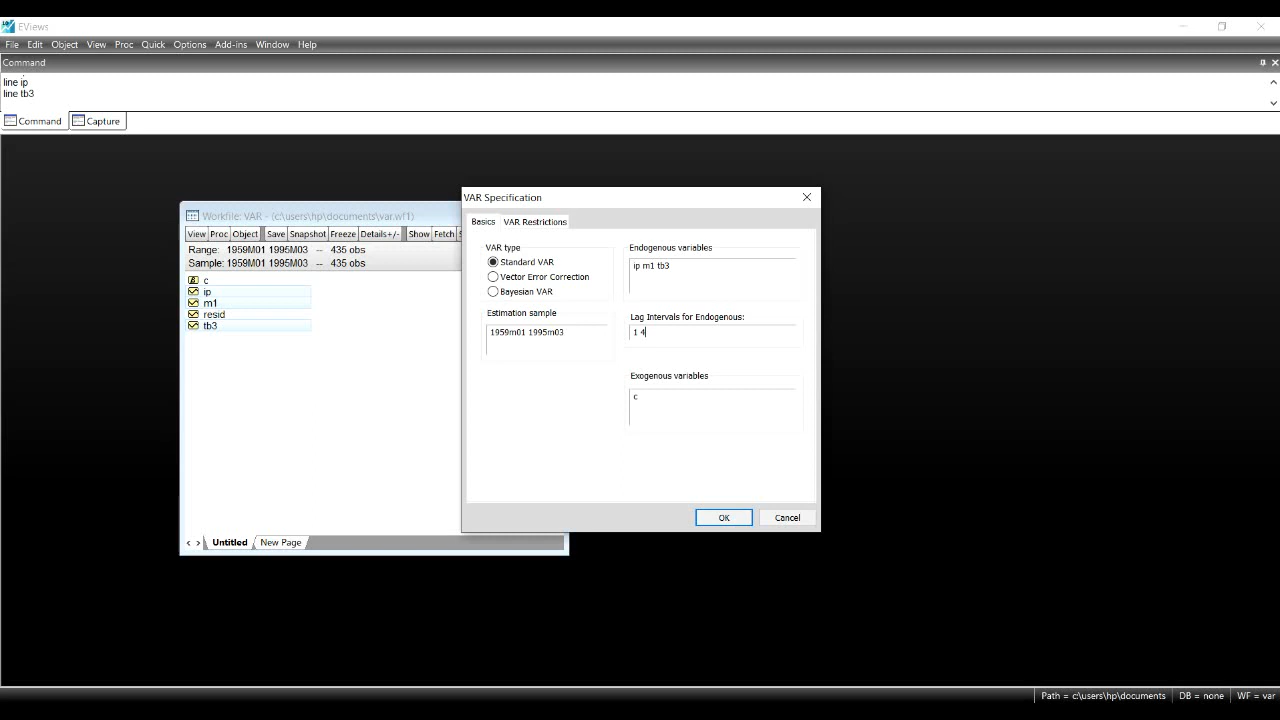 EViews
File Edit Object View Proc Quick Options Add-ins Window Help
Command
line ip
line tb3
Command Capture
Workfile: VAR - (c:\users\hp\documents\var.wf1)
View Proc Object Save Snapshot Freeze Details+/- Show Fetch
Range: 1959M01 1995M03 -- 435 obs
Sample: 1959M01 1995M03 -- 435 obs
c
ip
m1
resid
tb3
Untitled New Page
VAR Specification
Basics VAR Restrictions
VAR type
Standard VAR
Vector Error Correction
Bayesian VAR
Estimation sample
1959m01 1995m03
Endogenous variables
ip m1 tb3
Lag Intervals for Endogenous:
1 4
Exogenous variables
c
OK Cancel
Path = c:\users\hp\documents DB = none WF = var